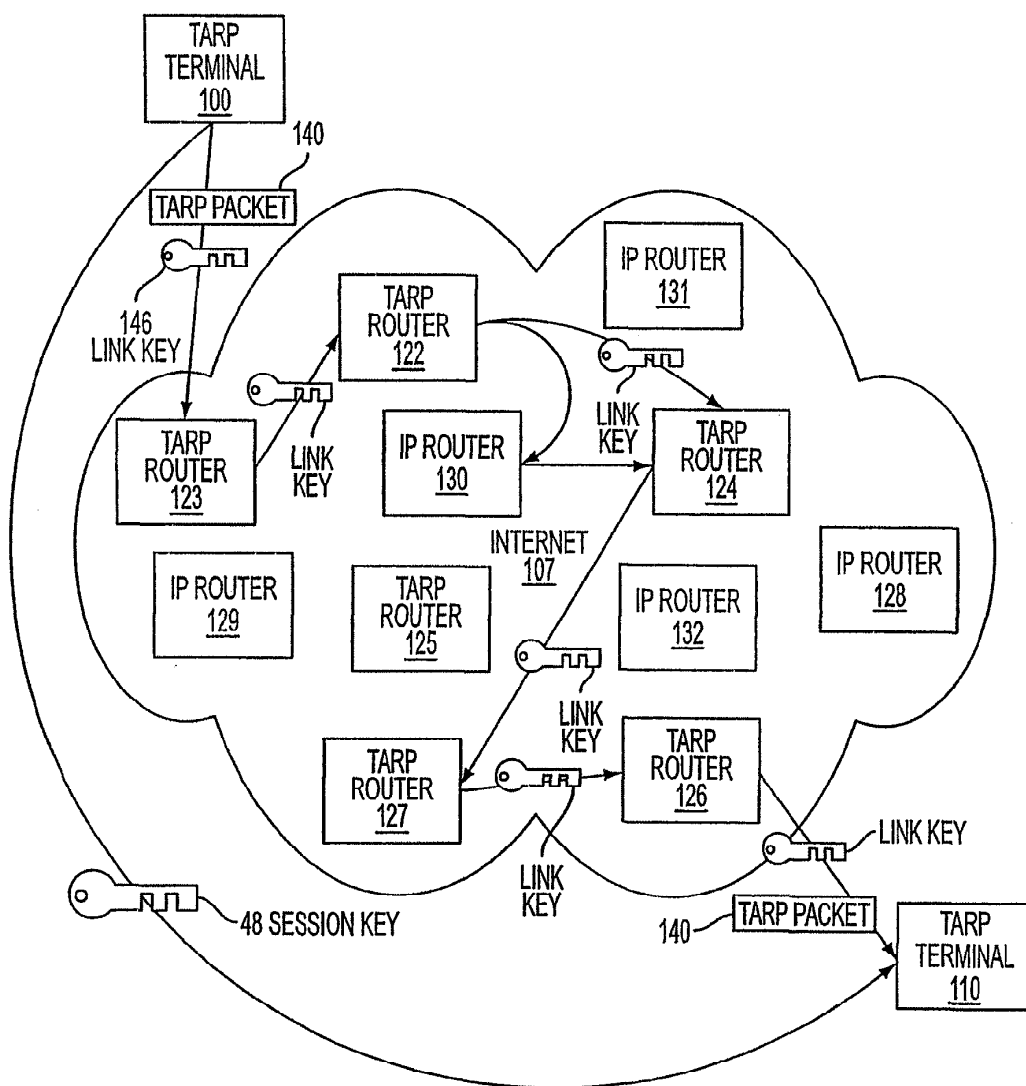 TARP
TERMINAL
100
140
TARP PACKET
146
LINK KEY
TARP
ROUTER
122
IP ROUTER
131
LINK
KEY
LINK
KEY
TARP
ROUTER
123
IP ROUTER
130
TARP
ROUTER
124
INTERNET
107
IP ROUTER
129
TARP
ROUTER
125
IP ROUTER
132
IP ROUTER
128
LINK
KEY
TARP
ROUTER
127
TARP
ROUTER
126
LINK
KEY
LINK KEY
48 SESSION KEY
140
TARP PACKET
TARP
TERMINAL
110